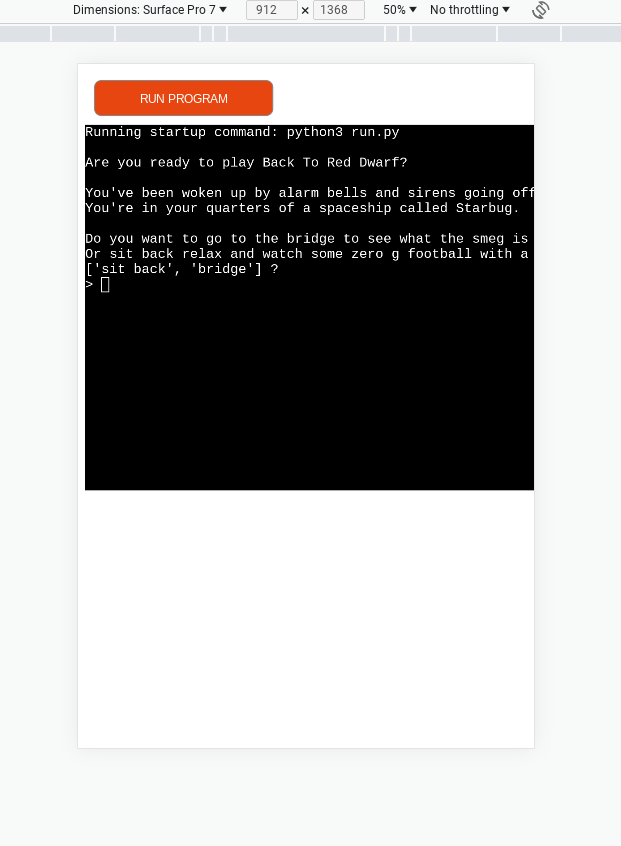 Dimensions: Surface Pro 7 ▼ 912 × 1368 50% ▼ No throttling ▼
RUN PROGRAM
Running startup command: python3 run.py
Are you ready to play Back To Red Dwarf?
You've been woken up by alarm bells and sirens going off
You're in your quarters of a spaceship called Starbug.
Do you want to go to the bridge to see what the smeg is
Or sit back relax and watch some zero g football with a
['sit back', 'bridge'] ?
>